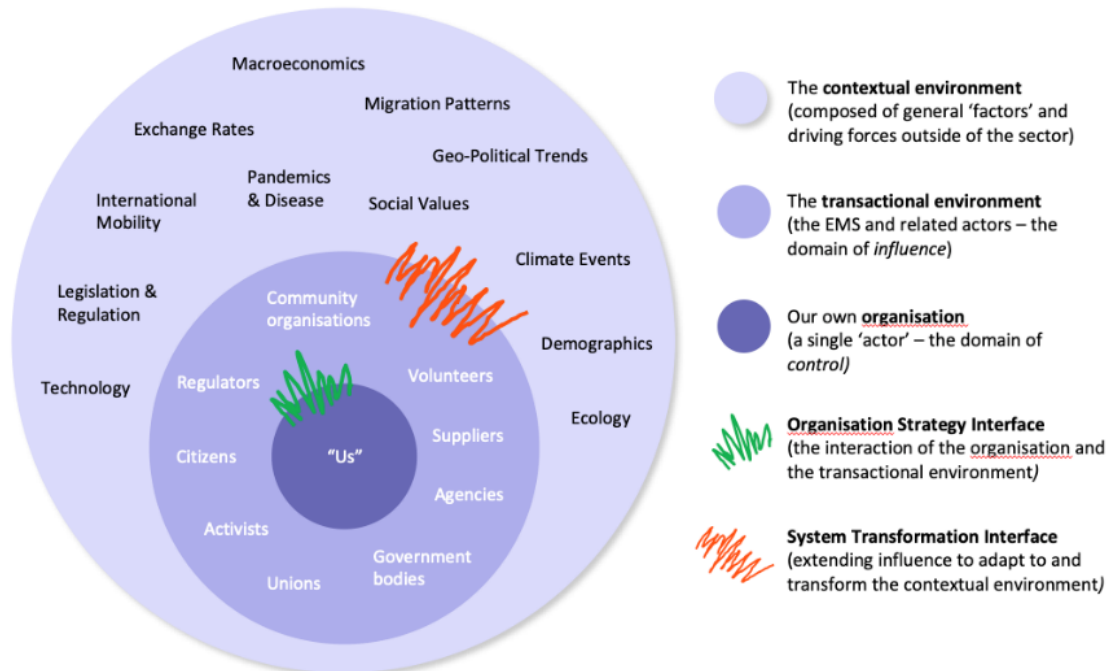 Macroeconomics
Migration Patterns
Exchange Rates
Geo-Political Trends
Pandemics
& Disease
International
Mobility
Social Values
Climate Events
Legislation &
Regulation
Community
organisations
Demographics
Technology
Regulators
Volunteers
Ecology
Suppliers
Citizens
“Us”
Agencies
Activists
Government
bodies
Unions
The contextual environment
(composed of general ‘factors’ and
driving forces outside of the sector)
The transactional environment
(the EMS and related actors – the
domain of influence)
Our own organisation
(a single ‘actor’ – the domain of
control)
Organisation Strategy Interface
(the interaction of the organisation and
the transactional environment)
System Transformation Interface
(extending influence to adapt to and
transform the contextual environment)